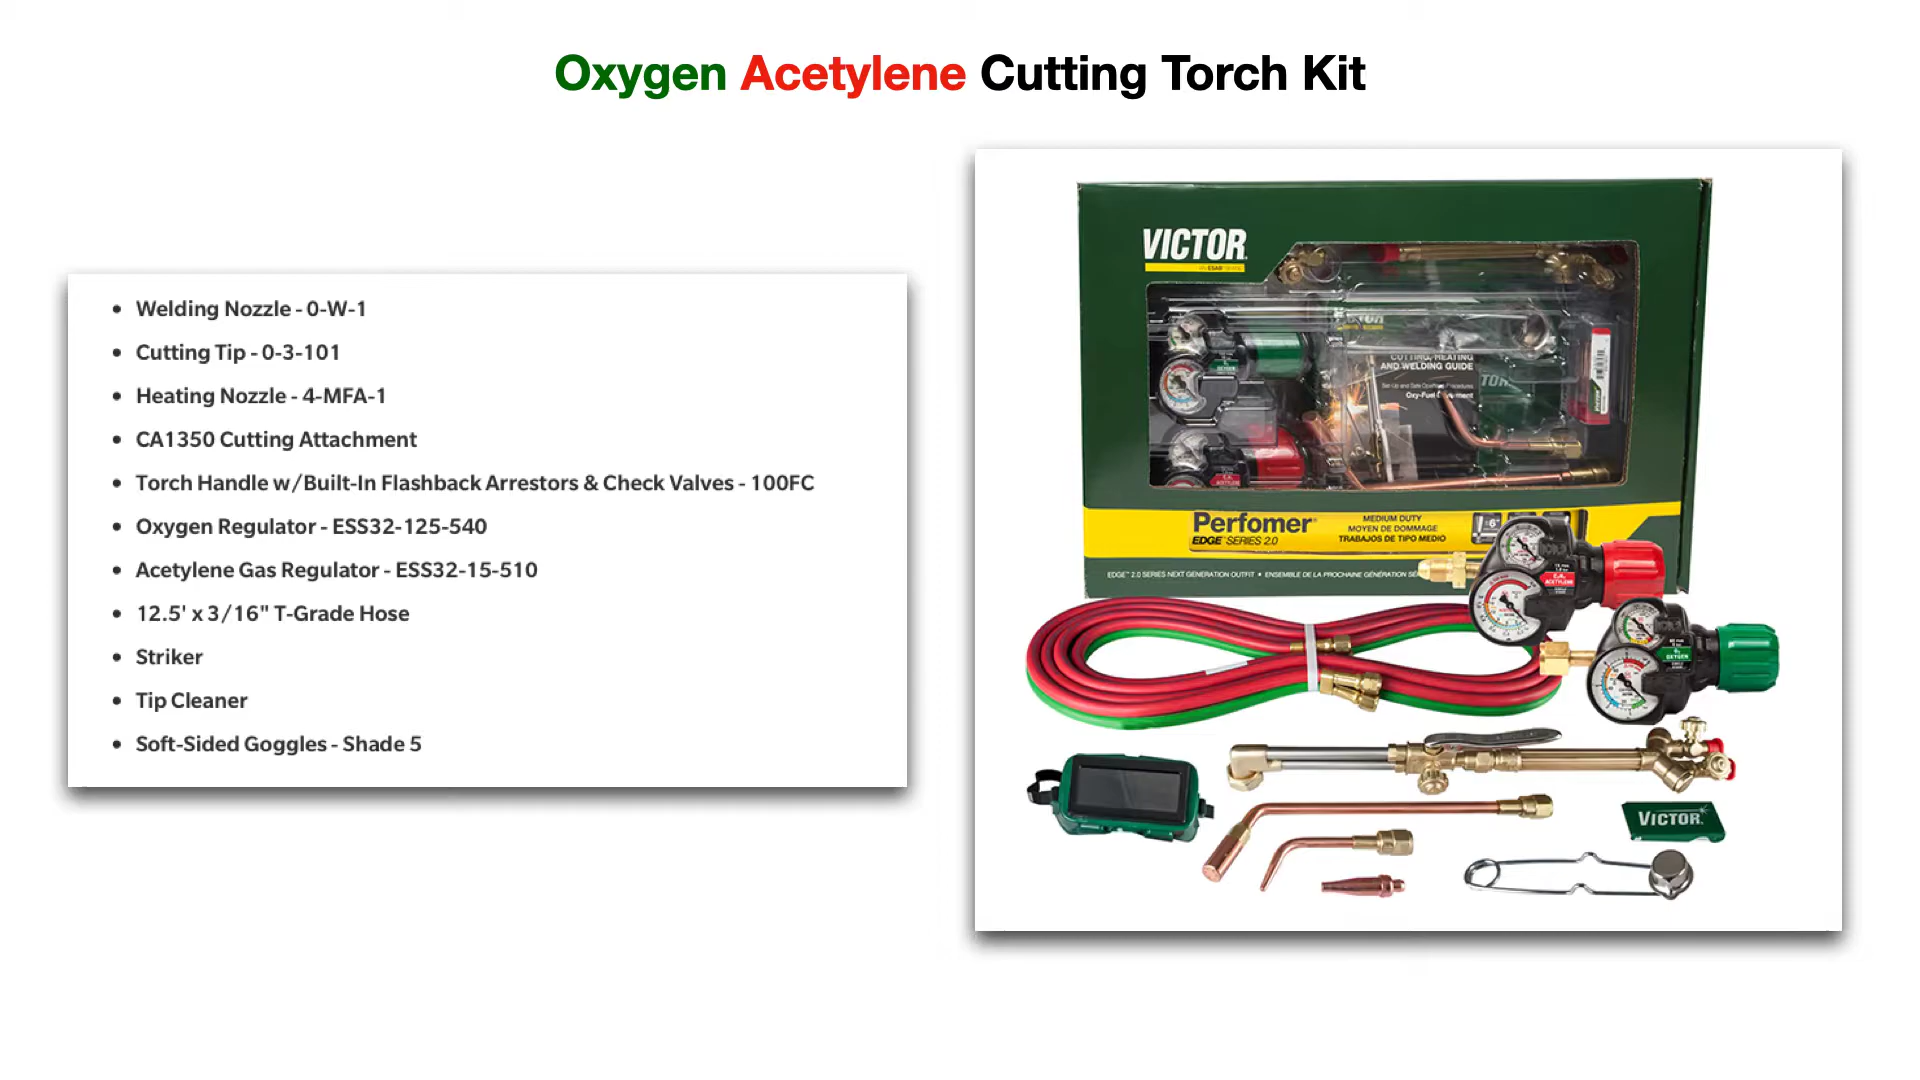 Oxygen Acetylene Cutting Torch Kit
Welding Nozzle - 0-W-1
Cutting Tip - 0-3-101
Heating Nozzle - 4-MFA-1
CA1350 Cutting Attachment
Torch Handle w/Built-In Flashback Arrestors & Check Valves - 100FC
Oxygen Regulator - ESS32-125-540
Acetylene Gas Regulator - ESS32-15-510
12.5' x 3/16" T-Grade Hose
Striker
Tip Cleaner
Soft-Sided Goggles - Shade 5
VICTOR
CUTTING, HEATING
AND WELDING GUIDE
Perfomer
EDGE™ SERIES 2.0
MEDIUM DUTY
MOYEN DE DOMMAGE
TRABAJOS DE TIPO MEDIO
EDGE™ 2.0 SERIES NEXT GENERATION OUTFIT • ENSEMBLE DE LA PROCHAINE GÉNÉRATION
ACETYLENE
OXYGEN
VICTOR